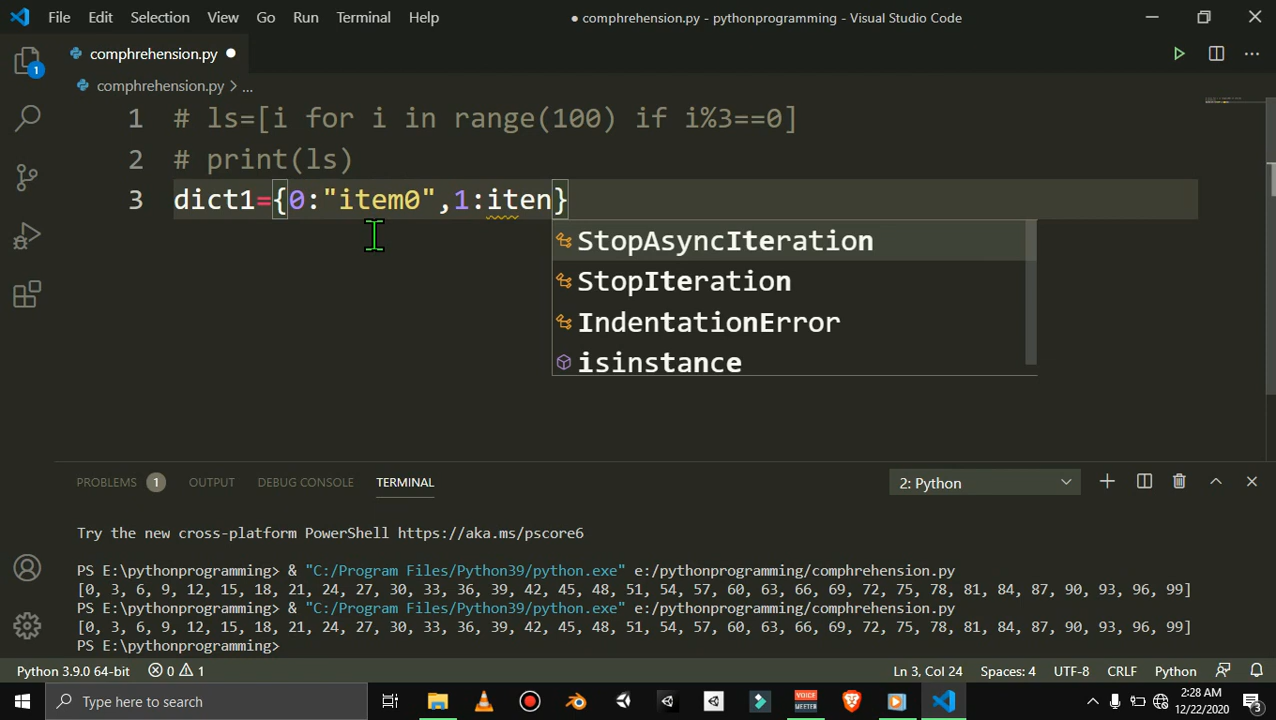 File Edit Selection View Go Run Terminal Help
● comphrehension.py - pythonprogramming - Visual Studio Code
comphrehension.py ●
comphrehension.py > ...
1 # ls=[i for i in range(100) if i%3==0]
2 # print(ls)
3 dict1={0:"item0",1:iten}
StopAsyncIteration
StopIteration
IndentationError
isinstance
1
PROBLEMS 1 OUTPUT DEBUG CONSOLE TERMINAL 2: Python
Try the new cross-platform PowerShell https://aka.ms/pscore6
PS E:\pythonprogramming> & "C:/Program Files/Python39/python.exe" e:/pythonprogramming/comphrehension.py
[0, 3, 6, 9, 12, 15, 18, 21, 24, 27, 30, 33, 36, 39, 42, 45, 48, 51, 54, 57, 60, 63, 66, 69, 72, 75, 78, 81, 84, 87, 90, 93, 96, 99]
PS E:\pythonprogramming> & "C:/Program Files/Python39/python.exe" e:/pythonprogramming/comphrehension.py
[0, 3, 6, 9, 12, 15, 18, 21, 24, 27, 30, 33, 36, 39, 42, 45, 48, 51, 54, 57, 60, 63, 66, 69, 72, 75, 78, 81, 84, 87, 90, 93, 96, 99]
PS E:\pythonprogramming>
Python 3.9.0 64-bit 0 1 Ln 3, Col 24 Spaces: 4 UTF-8 CRLF Python
Type here to search
VOICE MEETER
2:28 AM
12/22/2020
3